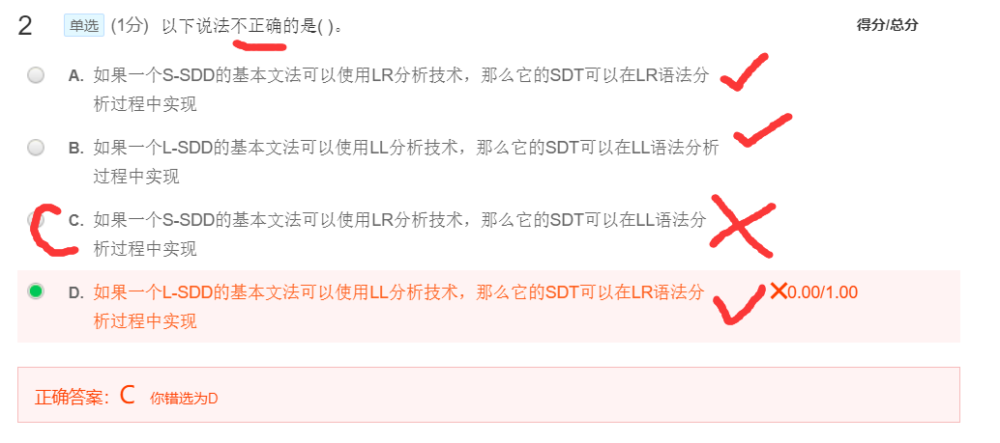 2 单选 (1分) 以下说法不正确的是( )。 得分/总分
A. 如果一个S-SDD的基本文法可以使用LR分析技术，那么它的SDT可以在LR语法分
析过程中实现
B. 如果一个L-SDD的基本文法可以使用LL分析技术，那么它的SDT可以在LL语法分析
过程中实现
C C. 如果一个S-SDD的基本文法可以使用LR分析技术，那么它的SDT可以在LL语法分
析过程中实现
D. 如果一个L-SDD的基本文法可以使用LL分析技术，那么它的SDT可以在LR语法分 0.00/1.00
析过程中实现
正确答案：C 你错选为D